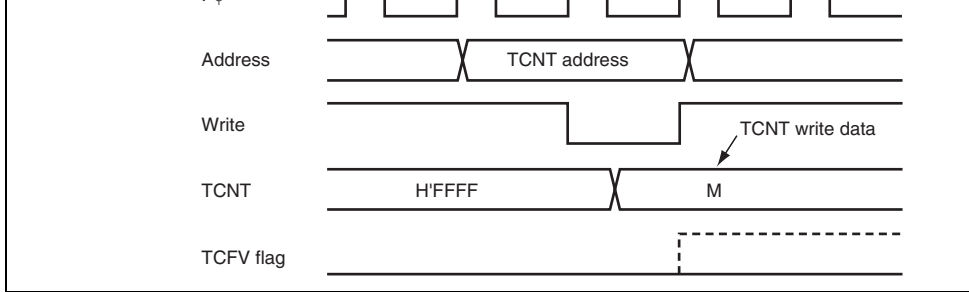 Address
TCNT address
Write
TCNT write data
TCNT
H'FFFF
M
TCFV flag